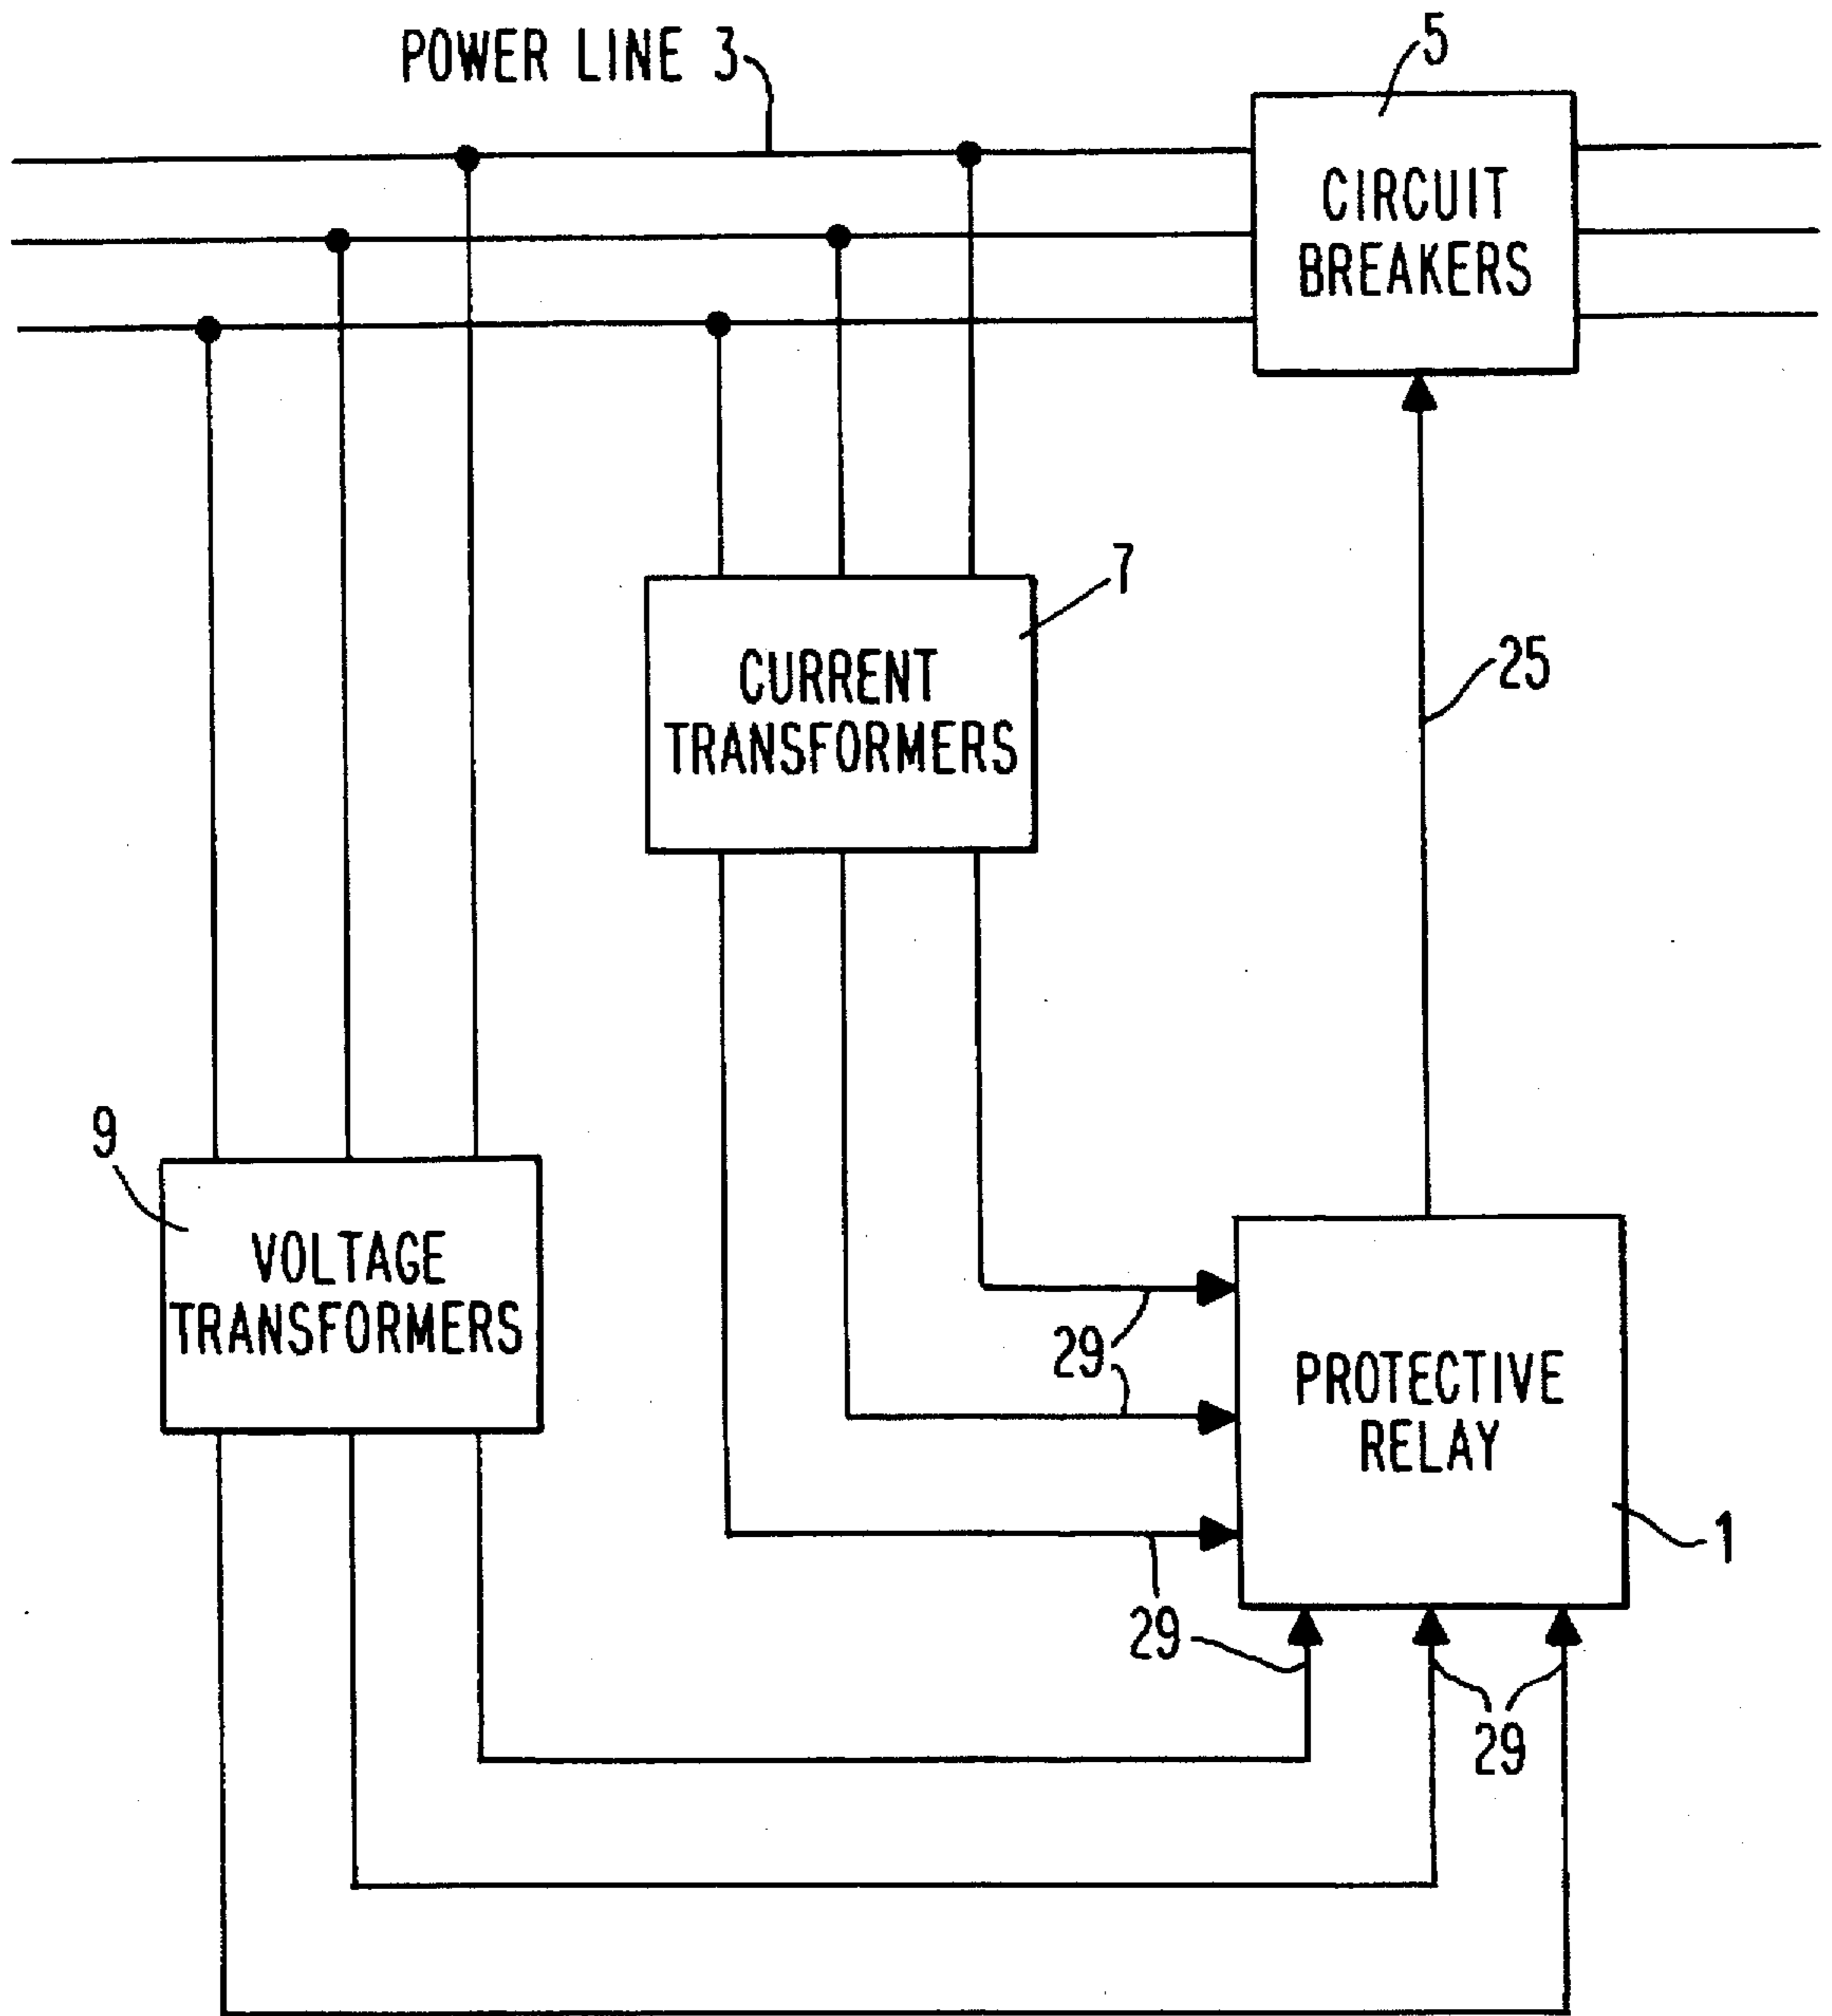 POWER LINE 3
5
CIRCUIT
BREAKERS
7
CURRENT
TRANSFORMERS
25
9
VOLTAGE
TRANSFORMERS
29
PROTECTIVE
RELAY
1
29
29